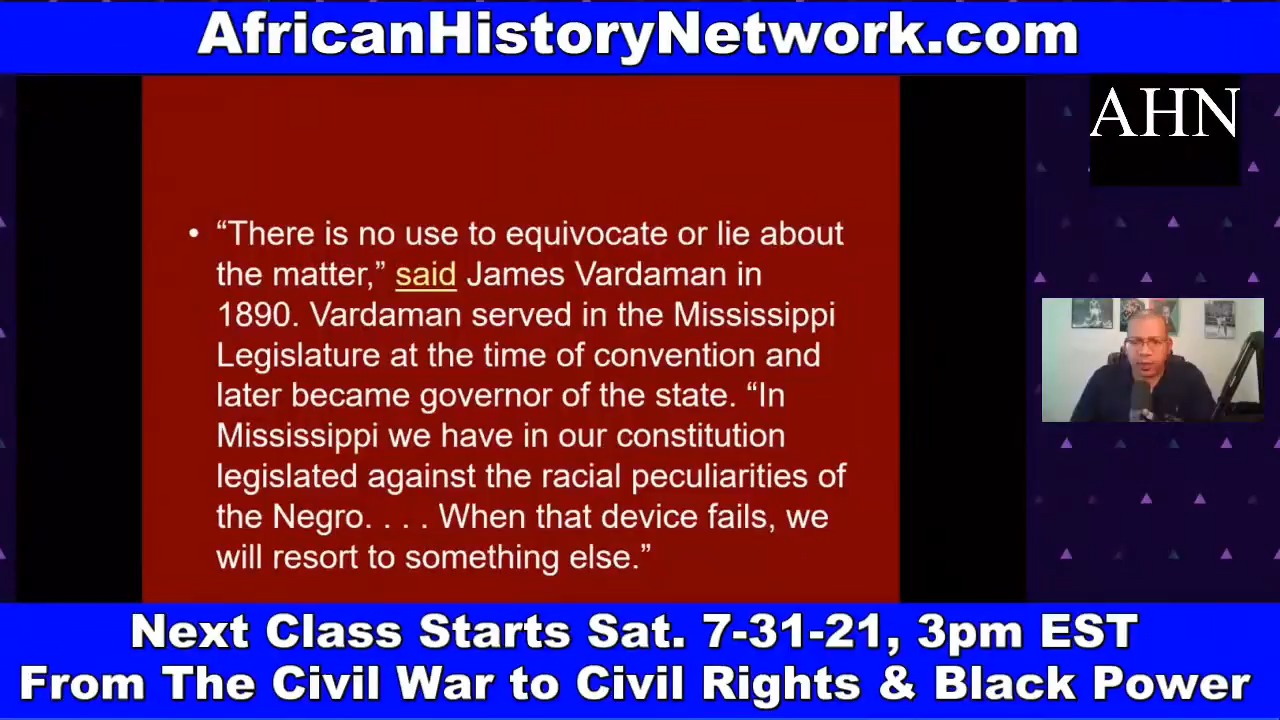 AfricanHistoryNetwork.com
AHN
• “There is no use to equivocate or lie about
the matter,” said James Vardaman in
1890. Vardaman served in the Mississippi
Legislature at the time of convention and
later became governor of the state. “In
Mississippi we have in our constitution
legislated against the racial peculiarities of
the Negro. . . . When that device fails, we
will resort to something else.”
Next Class Starts Sat. 7-31-21, 3pm EST
From The Civil War to Civil Rights & Black Power